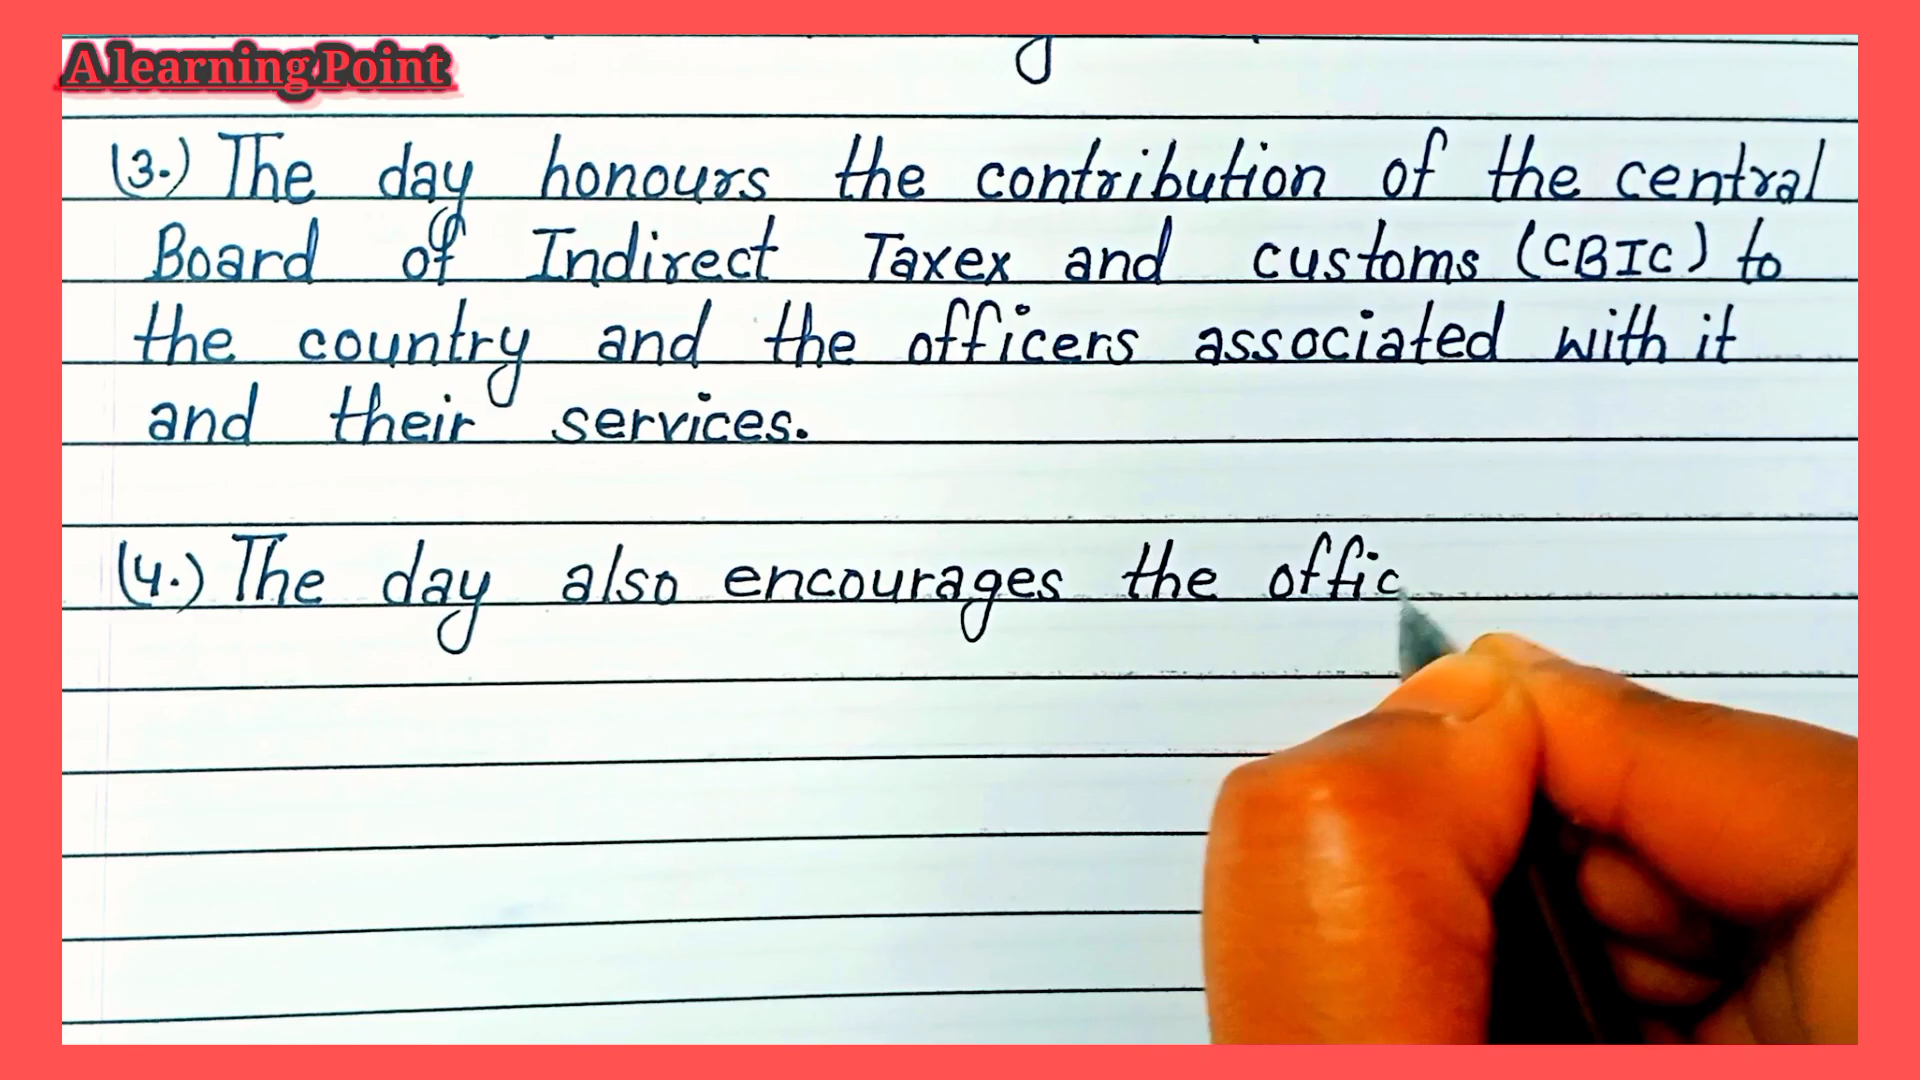 A learning Point
(3.) The day honours the contribution of the central
Board of Indirect Taxex and customs (CBIC) to
the country and the officers associated with it
and their services.
(4.) The day also encourages the offic